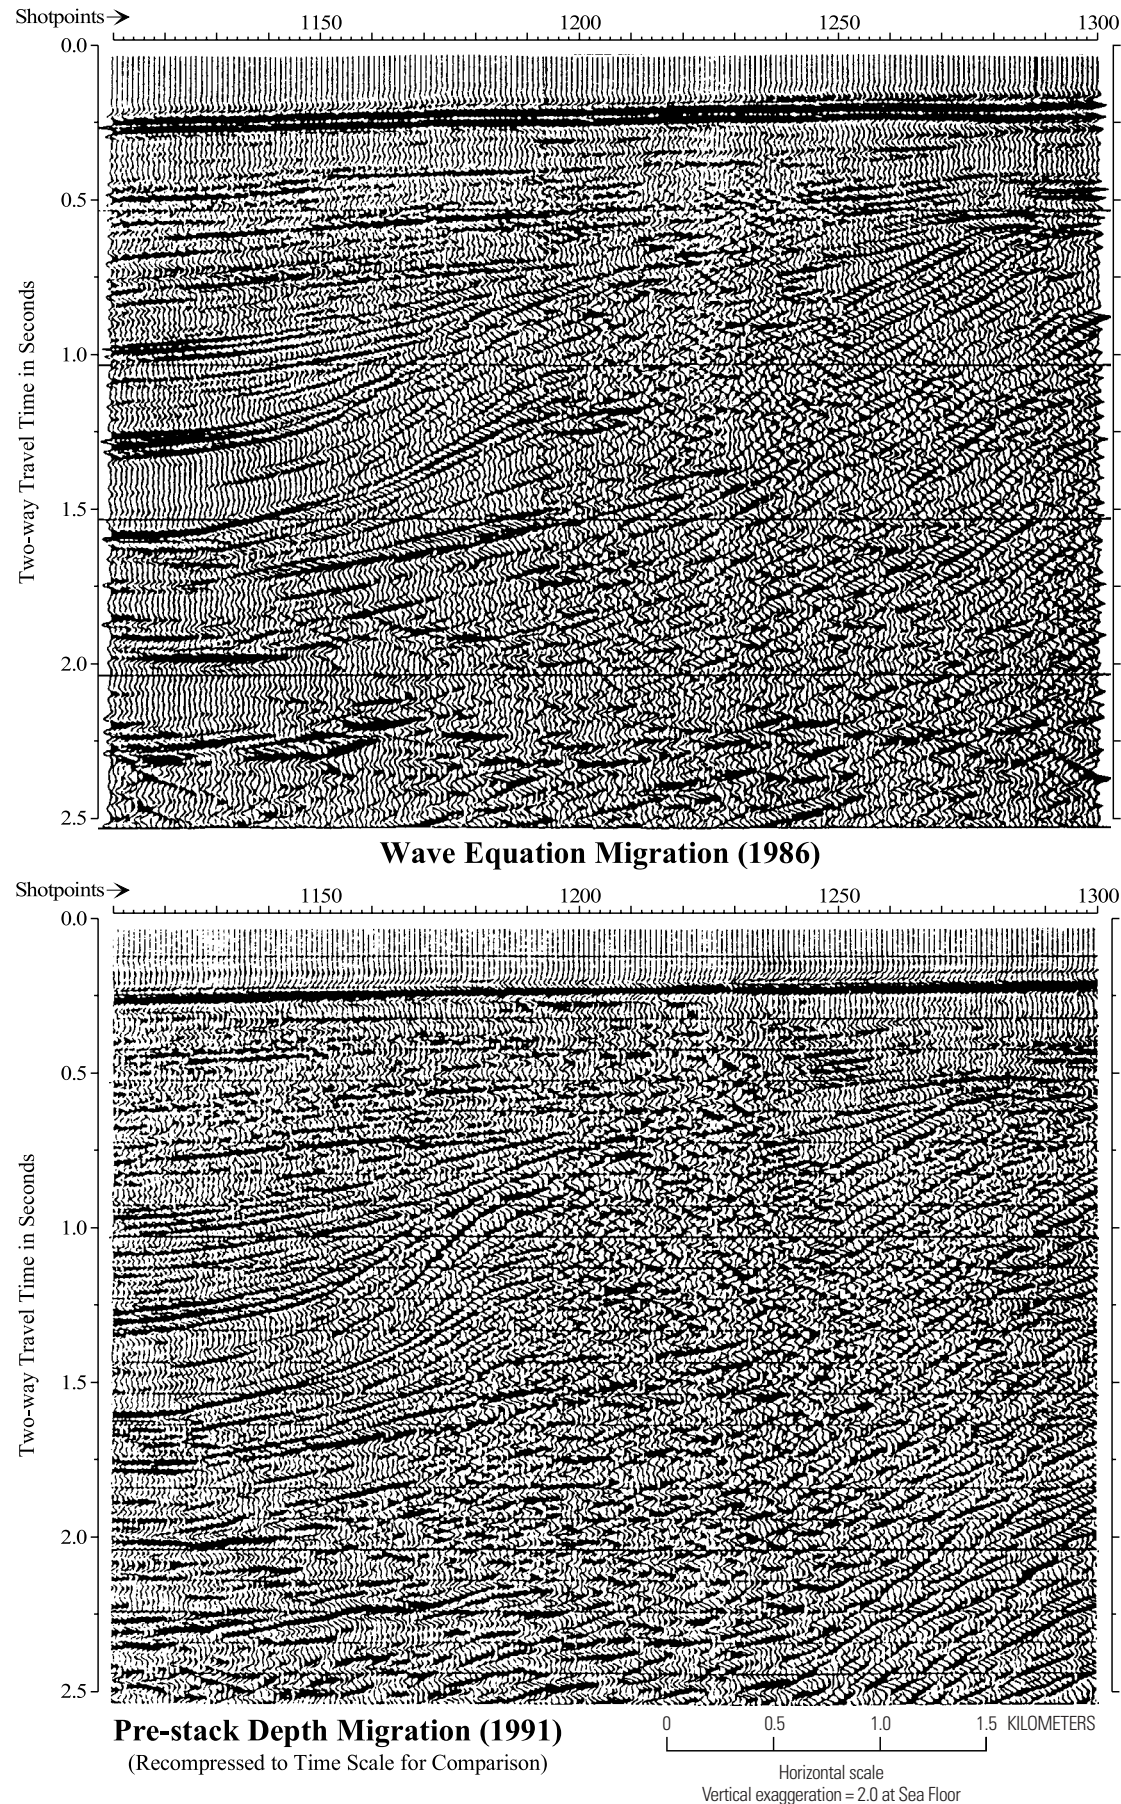 Shotpoints→
1150 1200 1250 1300
0.0
0.5
1.0
1.5
2.0
2.5
Two-way Travel Time in Seconds
Wave Equation Migration (1986)
Shotpoints→
1150 1200 1250 1300
0.0
0.5
1.0
1.5
2.0
2.5
Two-way Travel Time in Seconds
Pre-stack Depth Migration (1991)
(Recompressed to Time Scale for Comparison)
0 0.5 1.0 1.5 KILOMETERS
Horizontal scale
Vertical exaggeration = 2.0 at Sea Floor